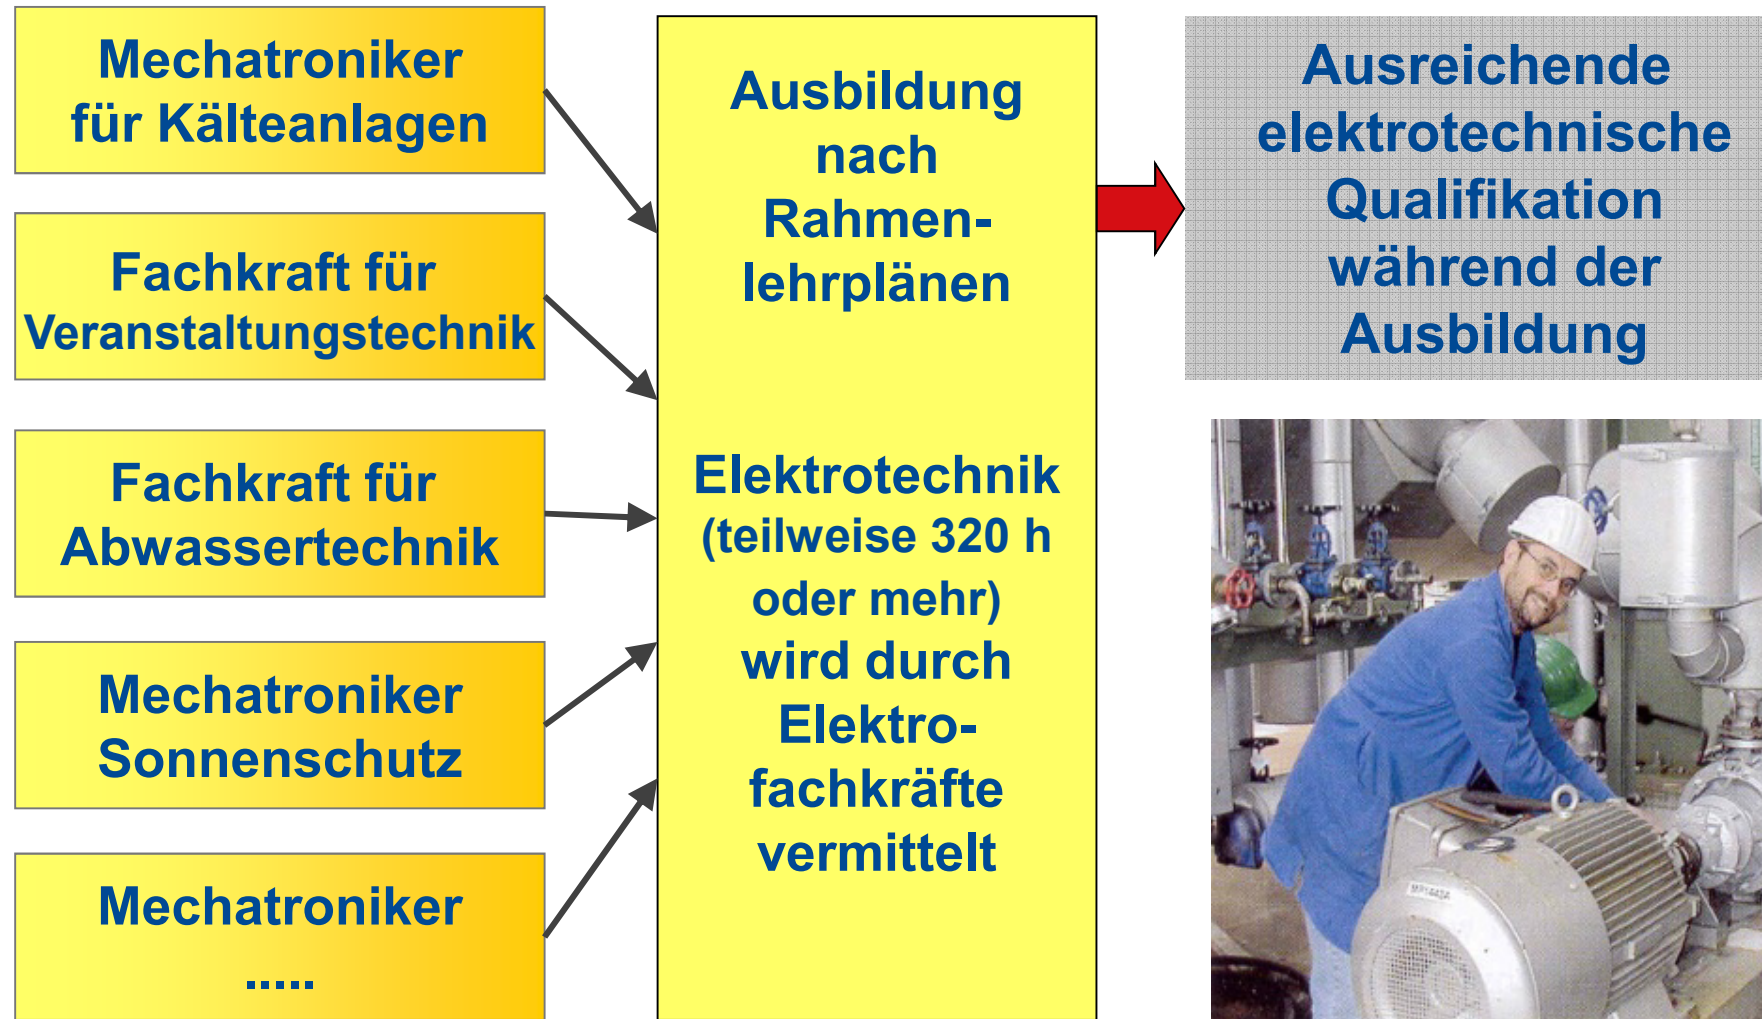 Mechatroniker
für Kälteanlagen
Fachkraft für
Veranstaltungstechnik
Fachkraft für
Abwassertechnik
Mechatroniker
Sonnenschutz
Mechatroniker
.....
Ausbildung
nach
Rahmen-
lehrplänen
Elektrotechnik
(teilweise 320 h
oder mehr)
wird durch
Elektro-
fachkräfte
vermittelt
Ausreichende
elektrotechnische
Qualifikation
während der
Ausbildung